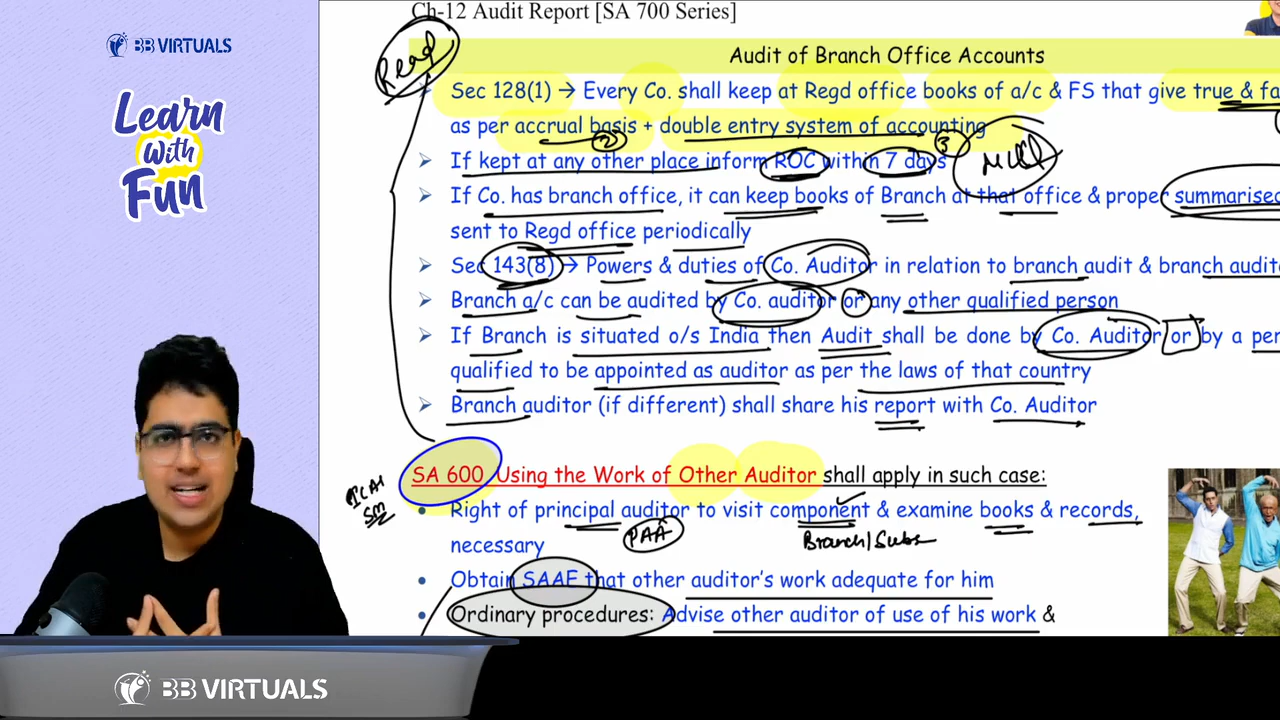 Ch-12 Audit Report [SA 700 Series]
BB VIRTUALS
Learn
With
Fun
Read
Audit of Branch Office Accounts
Sec 128(1) → Every Co. shall keep at Regd office books of a/c & FS that give true & fa
as per accrual basis + double entry system of accounting
If kept at any other place inform ROC within 7 days
If Co. has branch office, it can keep books of Branch at that office & proper summarised
sent to Regd office periodically
Sec 143(8) → Powers & duties of Co. Auditor in relation to branch audit & branch audit
Branch a/c can be audited by Co. auditor or any other qualified person
If Branch is situated o/s India then Audit shall be done by Co. Auditor or by a per
qualified to be appointed as auditor as per the laws of that country
Branch auditor (if different) shall share his report with Co. Auditor
SA 600 Using the Work of Other Auditor shall apply in such case:
ICAI
SM
Right of principal auditor to visit component & examine books & records,
necessary
PAA
Branch/Subs
Obtain SAAE that other auditor's work adequate for him
Ordinary procedures: Advise other auditor of use of his work &
BB VIRTUALS